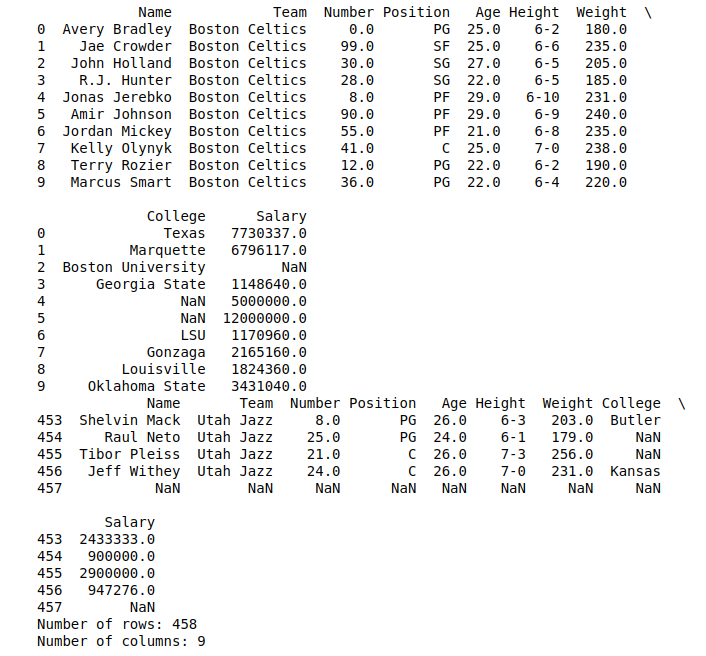 Name            Team  Number Position   Age Height  Weight  \
0  Avery Bradley  Boston Celtics     0.0       PG  25.0    6-2   180.0
1    Jae Crowder  Boston Celtics    99.0       SF  25.0    6-6   235.0
2   John Holland  Boston Celtics    30.0       SG  27.0    6-5   205.0
3    R.J. Hunter  Boston Celtics    28.0       SG  22.0    6-5   185.0
4  Jonas Jerebko  Boston Celtics     8.0       PF  29.0   6-10   231.0
5   Amir Johnson  Boston Celtics    90.0       PF  29.0    6-9   240.0
6  Jordan Mickey  Boston Celtics    55.0       PF  21.0    6-8   235.0
7   Kelly Olynyk  Boston Celtics    41.0        C  25.0    7-0   238.0
8   Terry Rozier  Boston Celtics    12.0       PG  22.0    6-2   190.0
9   Marcus Smart  Boston Celtics    36.0       PG  22.0    6-4   220.0

             College      Salary
0              Texas   7730337.0
1          Marquette   6796117.0
2  Boston University         NaN
3      Georgia State   1148640.0
4                NaN   5000000.0
5                NaN  12000000.0
6                LSU   1170960.0
7            Gonzaga   2165160.0
8         Louisville   1824360.0
9     Oklahoma State   3431040.0
             Name       Team  Number Position   Age Height  Weight College  \
453  Shelvin Mack  Utah Jazz     8.0       PG  26.0    6-3   203.0  Butler
454     Raul Neto  Utah Jazz    25.0       PG  24.0    6-1   179.0     NaN
455  Tibor Pleiss  Utah Jazz    21.0        C  26.0    7-3   256.0     NaN
456   Jeff Withey  Utah Jazz    24.0        C  26.0    7-0   231.0  Kansas
457           NaN        NaN     NaN      NaN   NaN    NaN     NaN     NaN

        Salary
453  2433333.0
454   900000.0
455  2900000.0
456   947276.0
457        NaN
Number of rows: 458
Number of columns: 9